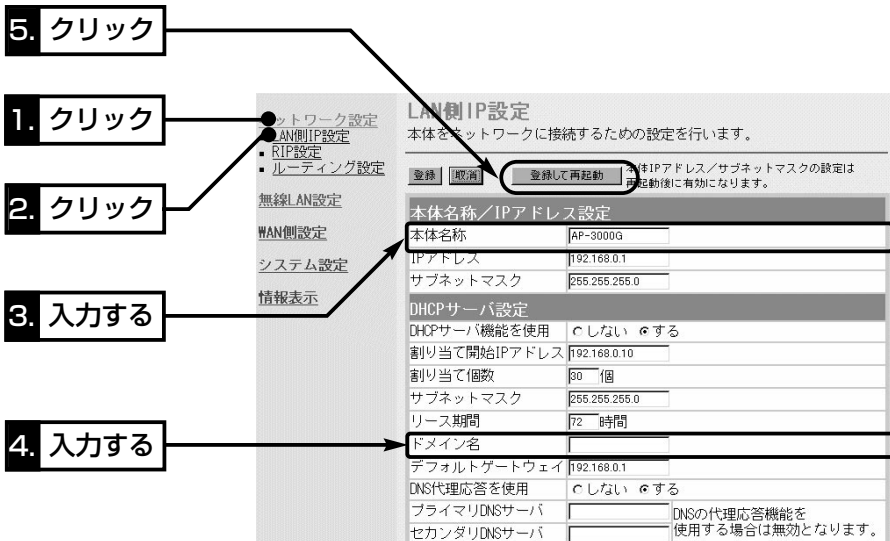 5. クリック
1. クリック
2. クリック
3. 入力する
4. 入力する
ットワーク設定
LAN側IP設定
RIP設定
ルーティング設定
無線LAN設定
WAN側設定
システム設定
情報表示
LAN側IP設定
本体をネットワークに接続するための設定を行います。
登録 取消 登録して再起動 本体IPアドレス／サブネットマスクの設定は
再起動後に有効になります。
本体名称／IPアドレス設定
本体名称 AP-3000G
IPアドレス 192.168.0.1
サブネットマスク 255.255.255.0
DHCPサーバ設定
DHCPサーバ機能を使用 しない する
割り当て開始IPアドレス 192.168.0.10
割り当て個数 30 個
サブネットマスク 255.255.255.0
リース期間 72 時間
ドメイン名
デフォルトゲートウェイ 192.168.0.1
DNS代理応答を使用 しない する
プライマリDNSサーバ DNSの代理応答機能を
セカンダリDNSサーバ 使用する場合は無効となります。